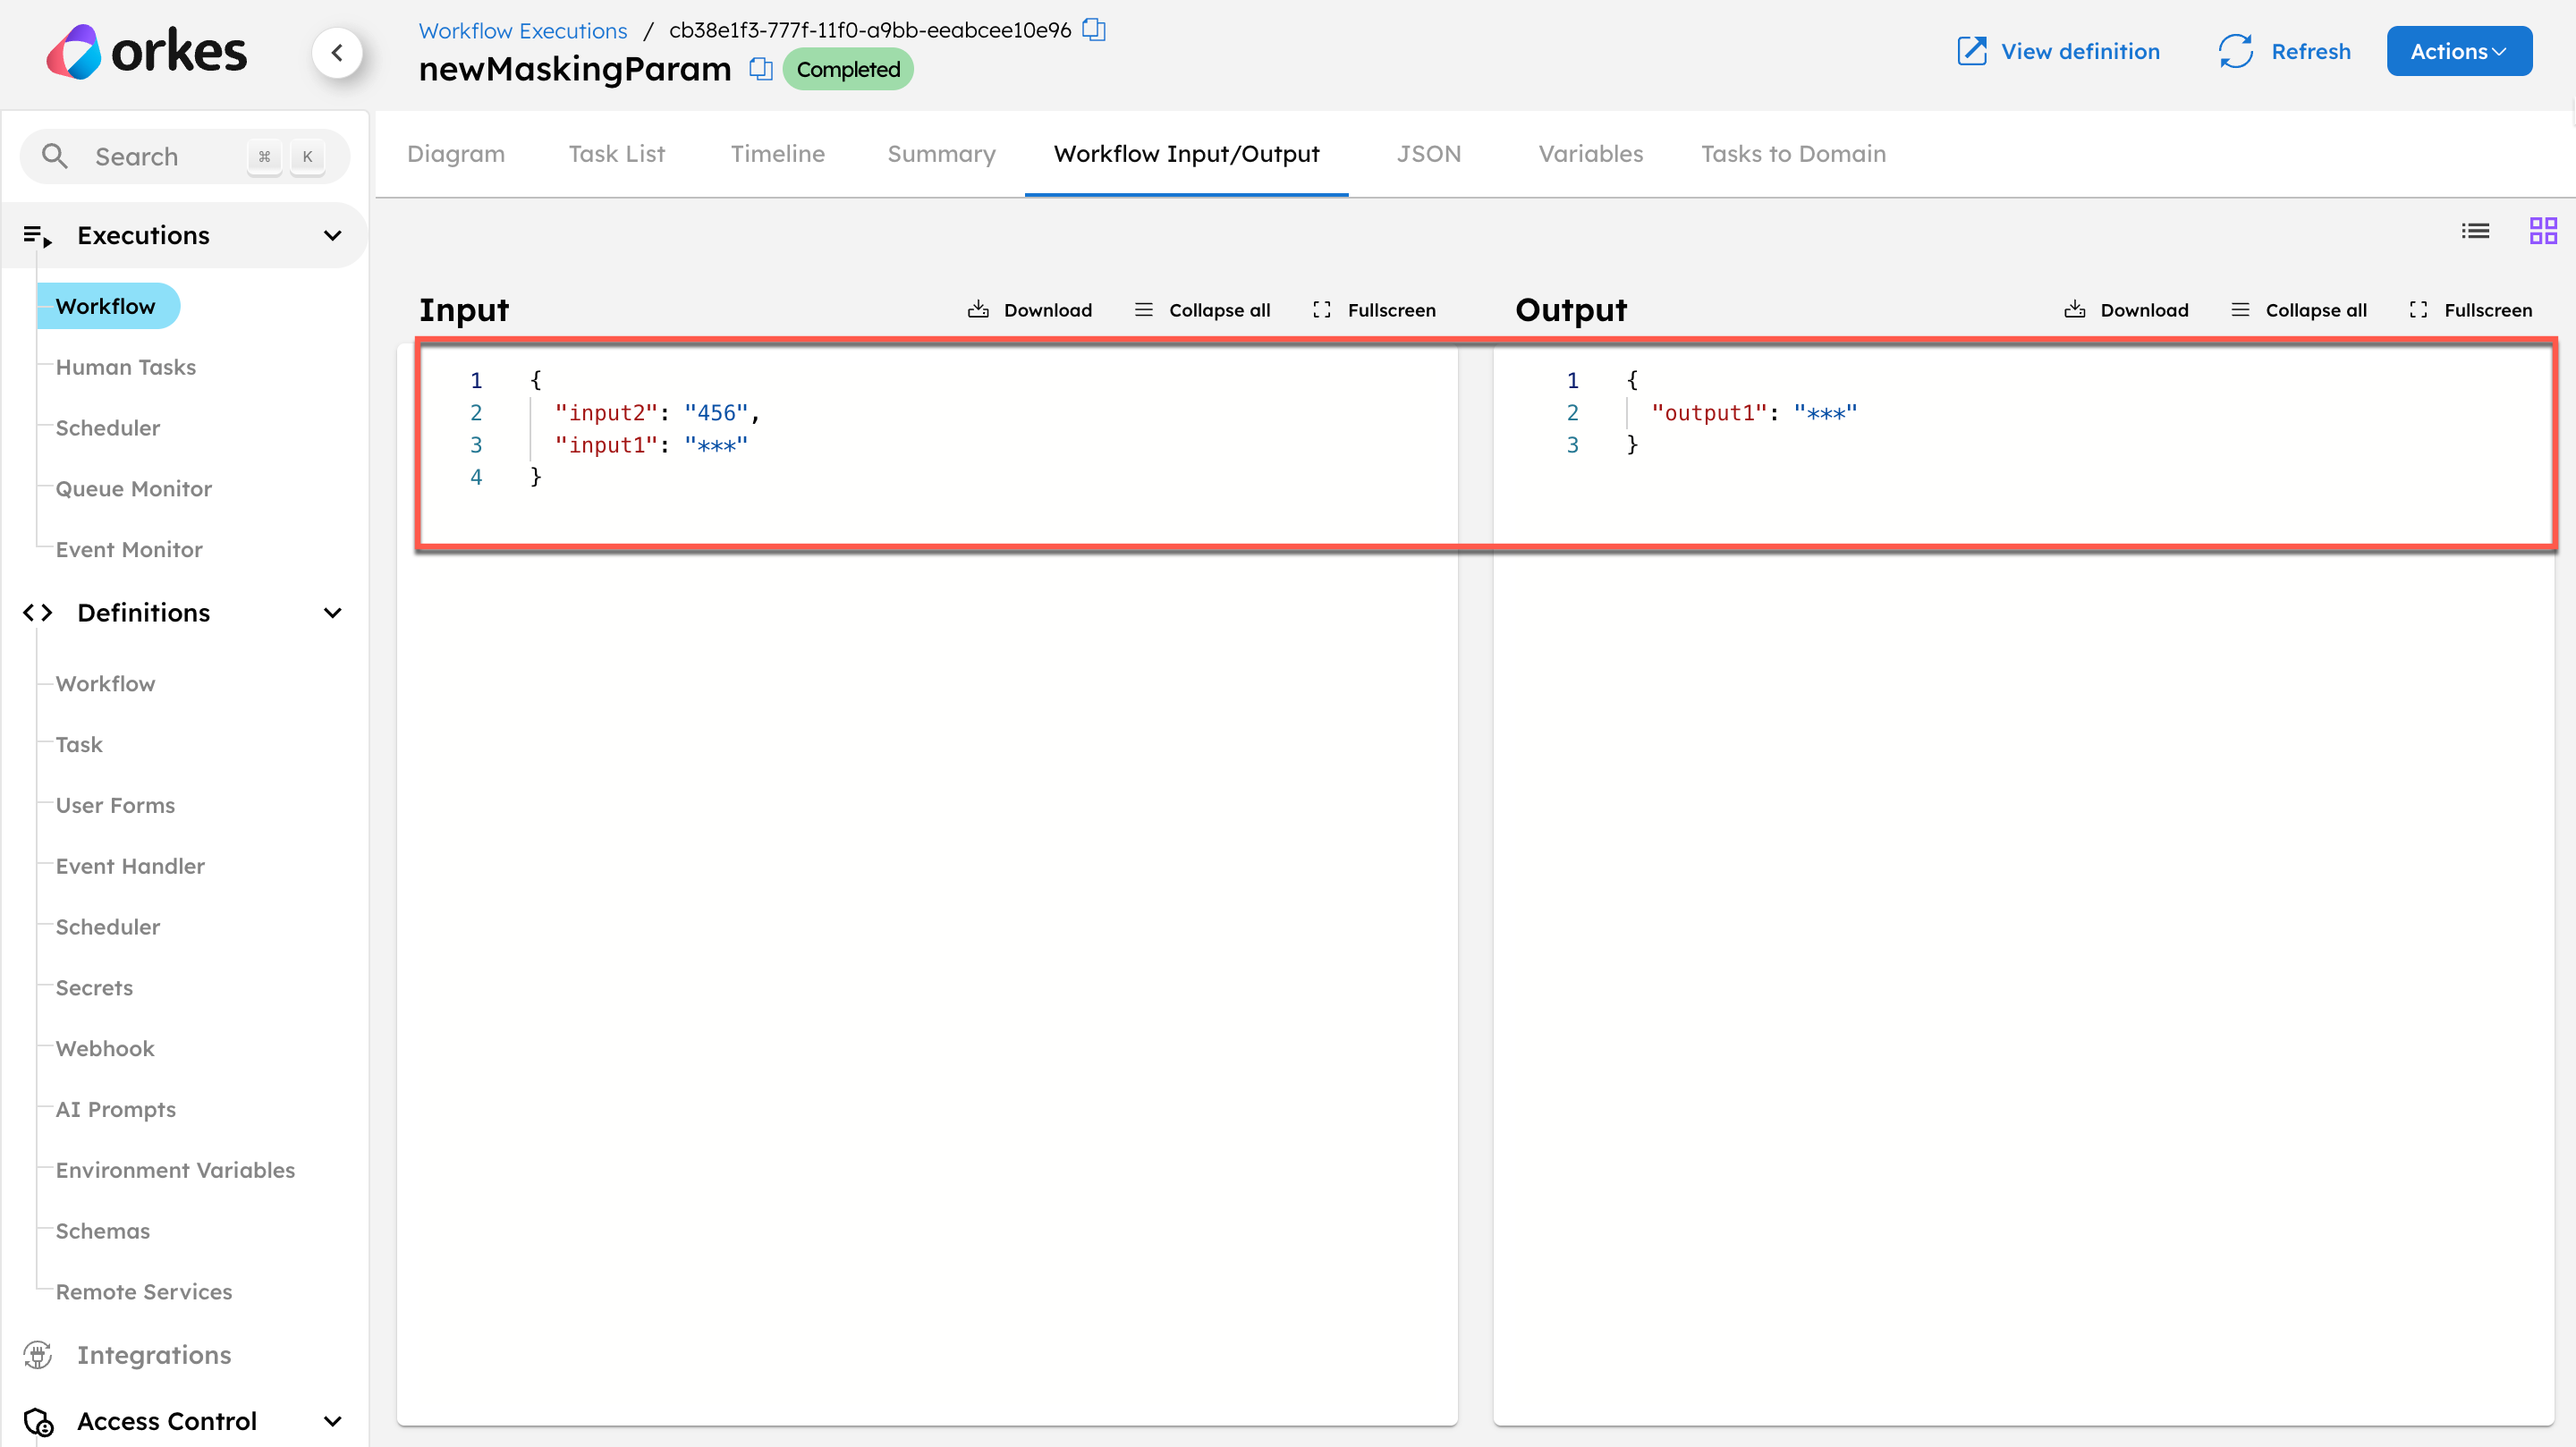 orkes
Workflow Executions / cb38e1f3-777f-11f0-a9bb-eeabcee10e96
newMaskingParam Completed
View definition Refresh Actions
Search ⌘ K
Diagram Task List Timeline Summary Workflow Input/Output JSON Variables Tasks to Domain
Executions
Workflow
Human Tasks
Scheduler
Queue Monitor
Event Monitor
Definitions
Workflow
Task
User Forms
Event Handler
Scheduler
Secrets
Webhook
AI Prompts
Environment Variables
Schemas
Remote Services
Integrations
Access Control
Input Download Collapse all Fullscreen
1 {
2 "input2": "456",
3 "input1": "***"
4 }
Output Download Collapse all Fullscreen
1 {
2 "output1": "***"
3 }